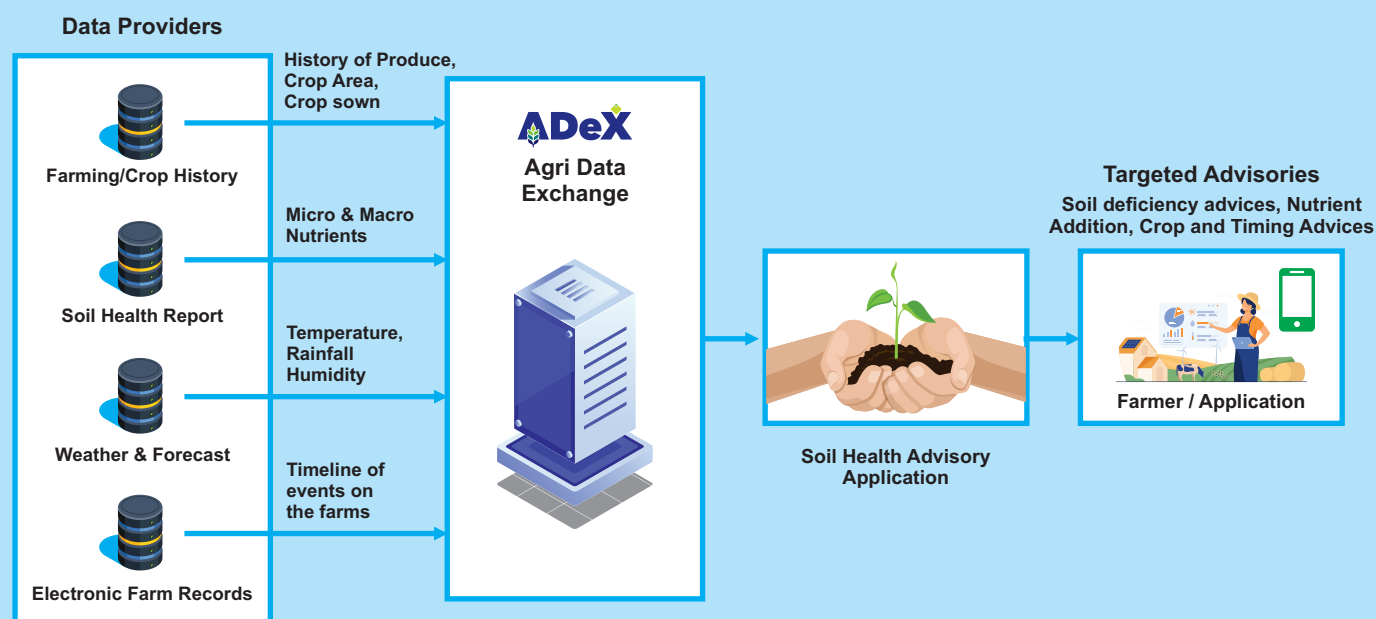 Data Providers
History of Produce,
Crop Area,
Crop sown
Farming/Crop History
Micro & Macro
Nutrients
Soil Health Report
Temperature,
Rainfall
Humidity
Weather & Forecast
Timeline of
events on
the farms
Electronic Farm Records
ADeX
Agri Data
Exchange
Soil Health Advisory
Application
Targeted Advisories
Soil deficiency advices, Nutrient
Addition, Crop and Timing Advices
Farmer / Application